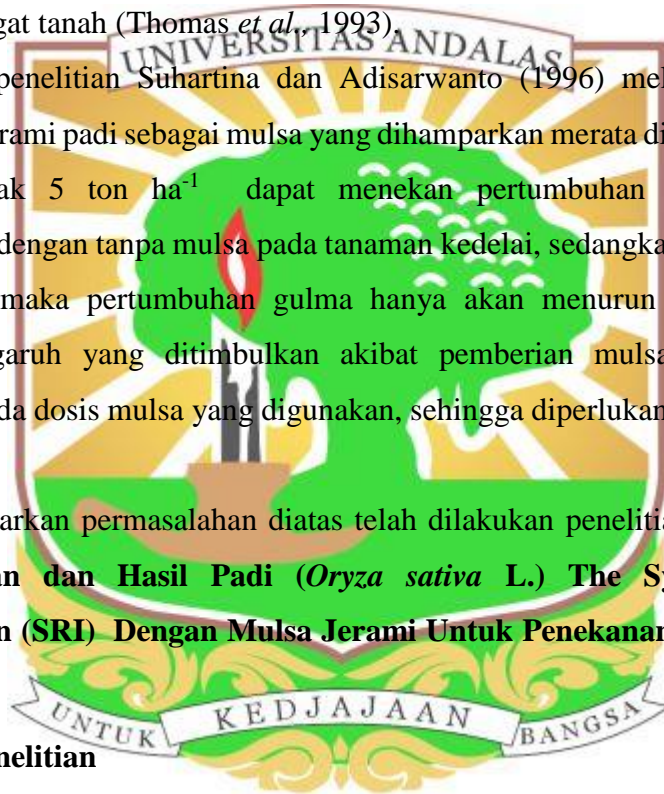 gat tanah (Thomas et al., 1993).
UNIVERSITAS ANDALAS
penelitian Suhartina dan Adisarwanto (1996) mel
rami padi sebagai mulsa yang dihamparkan merata di
ak 5 ton ha-1 dapat menekan pertumbuhan
dengan tanpa mulsa pada tanaman kedelai, sedangka
maka pertumbuhan gulma hanya akan menurun
garuh yang ditimbulkan akibat pemberian mulsa
da dosis mulsa yang digunakan, sehingga diperlukan
arkan permasalahan diatas telah dilakukan peneliti
an dan Hasil Padi (Oryza sativa L.) The Sy
n (SRI) Dengan Mulsa Jerami Untuk Penekanan
UNTUK KEDJAJAAN BANGSA
nelitian